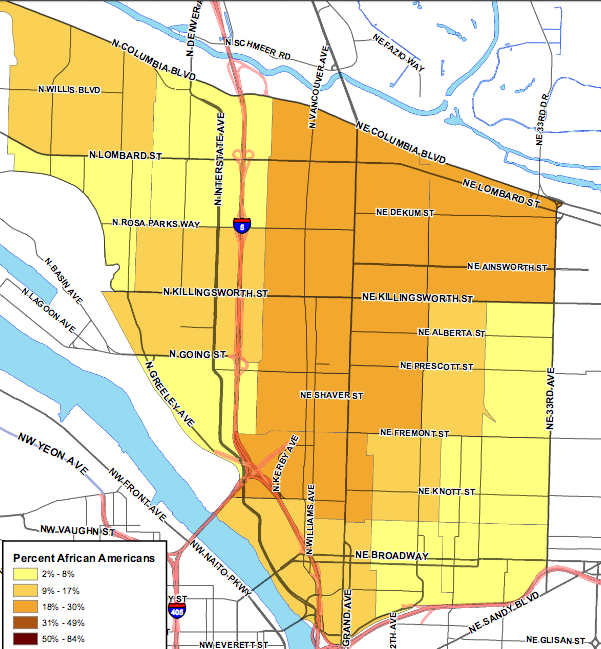 N SCHMEER RD
N COLUMBIA BLVD
N DENVER A
NE FAZIO WAY
N VANCOUVER AVE
N WILLIS BLVD
NE 33RD DR
N INTERSTATE AVE
NE COLUMBIA BLVD
N LOMBARD ST
NE LOMBARD ST
NE DEKUM ST
N ROSA PARKS WAY
5
N BASIN AVE
NE AINSWORTH ST
N LAGOON AVE
N KILLINGSWORTH ST
NE KILLINGSWORTH ST
NE ALBERTA ST
N GOING ST
NE PRESCOTT ST
N GREELEY AVE
NE SHAVER ST
NE 33RD AVE
NE FREMONT ST
NW YEON AVE
N KERBY AVE
NW FRONT AVE
NE KNOTT ST
N WILLIAMS AVE
NW VAUGHN ST
NE BROADWAY
NW NAITO PKWY
Percent African Americans
2% - 8%
9% - 17%
18% - 30%
31% - 49%
50% - 84%
Y ST
405
GRAND AVE
2TH AVE
NE SANDY BLVD
NW EVERETT ST
NE GLISAN ST